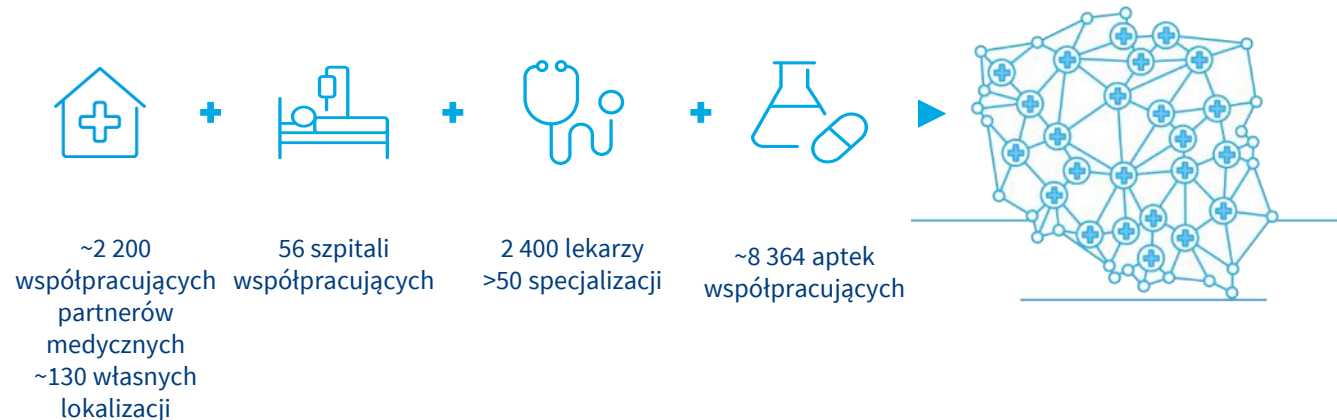 ~2 200
współpracujących
partnerów
medycznych
~130 własnych
lokalizacji
56 szpitali
współpracujących
2 400 lekarzy
>50 specjalizacji
~8 364 aptek
współpracujących